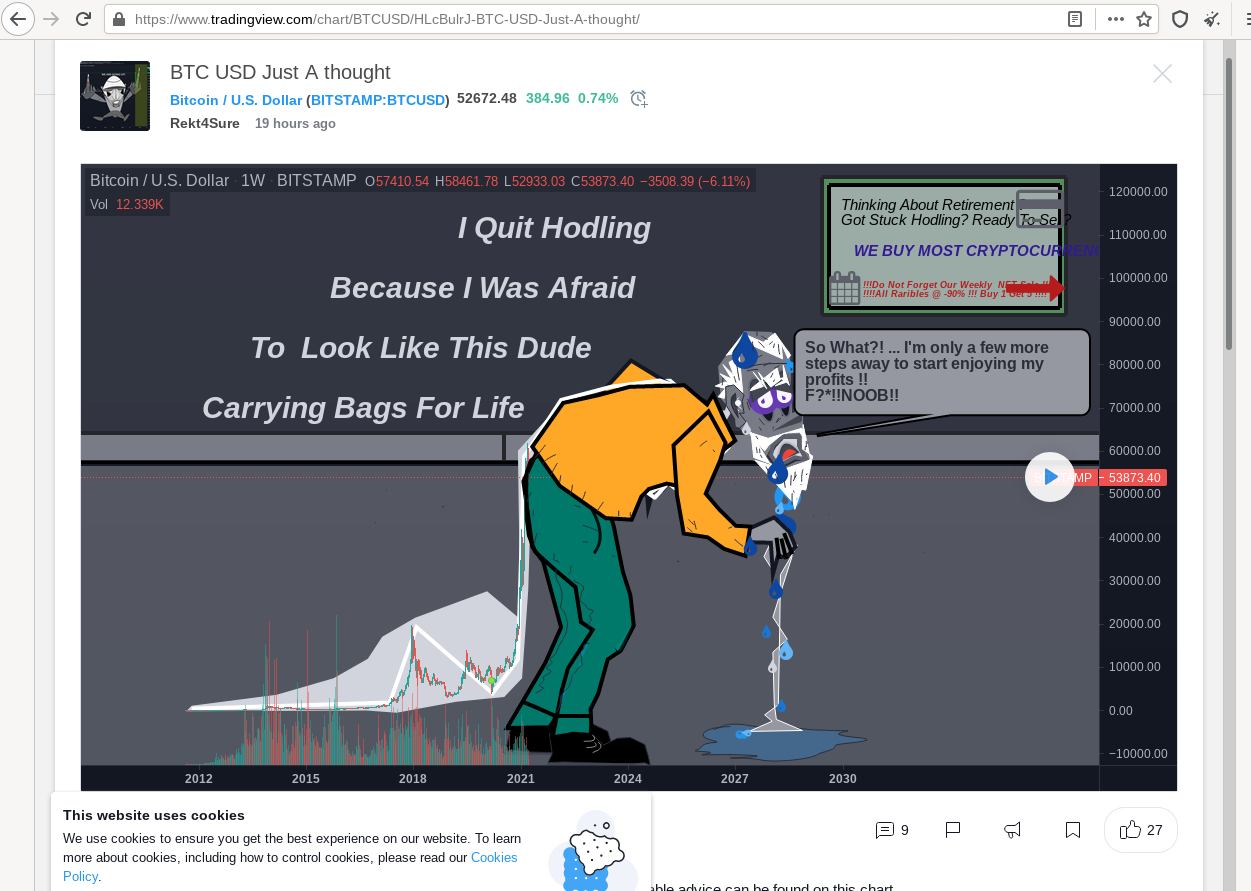 https://www.tradingview.com/chart/BTCUSD/HLcBulrJ-BTC-USD-Just-A-thought/
BTC USD Just A thought
Bitcoin / U.S. Dollar (BITSTAMP:BTCUSD) 52672.48 384.96 0.74%
Rekt4Sure 19 hours ago
Bitcoin / U.S. Dollar · 1W · BITSTAMP O57410.54 H58461.78 L52933.03 C53873.40 −3508.39 (−6.11%)
Vol 12.339K
I Quit Hodling
Because I Was Afraid
To Look Like This Dude
Carrying Bags For Life
Thinking About Retirement
Got Stuck Hodling? Ready To Sell?
WE BUY MOST CRYPTOCURRENC
!!!Do Not Forget Our Weekly NFT Sale !!
!!!!All Raribles @ -90% !!! Buy 1 Get 5 !!!!
So What?! ... I'm only a few more
steps away to start enjoying my
profits !!
F?*!!NOOB!!
120000.00
110000.00
100000.00
90000.00
80000.00
70000.00
60000.00
53873.40
50000.00
40000.00
30000.00
20000.00
10000.00
0.00
−10000.00
2012 2015 2018 2021 2024 2027 2030
This website uses cookies
We use cookies to ensure you get the best experience on our website. To learn
more about cookies, including how to control cookies, please read our Cookies
Policy.
9
27
able advice can be found on this chart